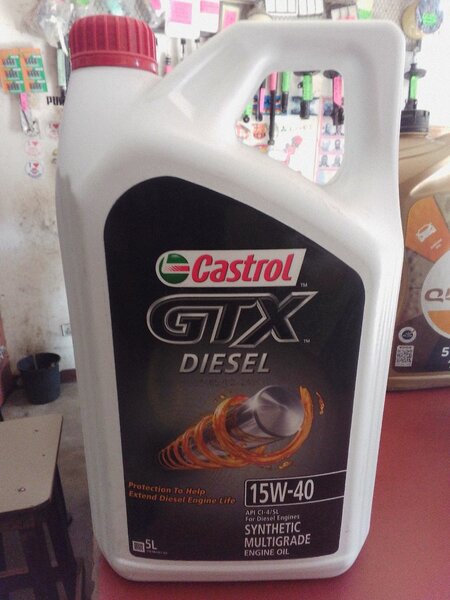 Castrol
GTX
DIESEL
Protection To Help
Extend Diesel Engine Life
15W-40
API CI-4/SL
For Diesel Engines
SYNTHETIC
MULTIGRADE
ENGINE OIL
5L